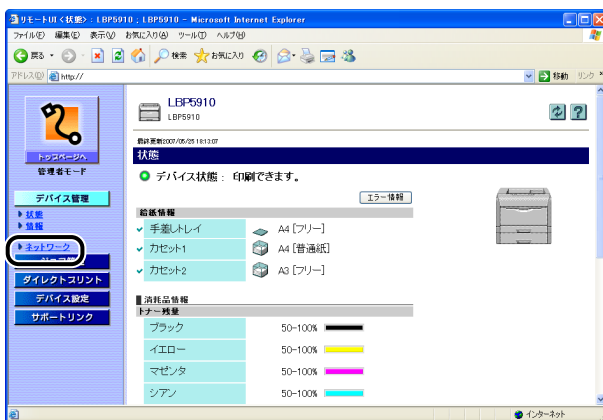 リモートUI <状態> : LBP5910 ; LBP5910 - Microsoft Internet Explorer
ファイル(F) 編集(E) 表示(V) お気に入り(A) ツール(T) ヘルプ(H)
戻る 検索 お気に入り
アドレス(D) http:// 移動 リンク
LBP5910
LBP5910
最終更新2007/05/25 18:13:07
トップページへ
管理者モード
状態
デバイス状態 : 印刷できます。
デバイス管理
エラー情報
状態
情報
ネットワーク
ダイレクトプリント
デバイス設定
サポートリンク
給紙情報
手差しトレイ A4 [フリー]
カセット1 A4 [普通紙]
カセット2 A3 [フリー]
消耗品情報
トナー残量
ブラック 50-100%
イエロー 50-100%
マゼンタ 50-100%
シアン 50-100%
インターネット